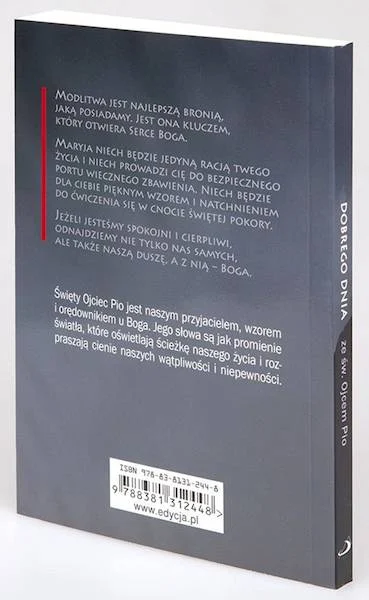 Modlitwa jest najlepszą bronią,
jaką posiadamy. Jest ona kluczem,
który otwiera serce Boga.
Maryja niech będzie jedyną racją twego
życia i niech prowadzi cię do bezpiecznego
portu wiecznego zbawienia. Niech będzie
dla ciebie pięknym wzorem i natchnieniem
do ćwiczenia się w cnocie świętej pokory.
Jeżeli jesteśmy spokojni i cierpliwi,
odnajdziemy nie tylko nas samych,
ale także naszą duszę, a z nią – Boga.
Święty Ojciec Pio jest naszym przyjacielem, wzorem
i orędownikiem u Boga. Jego słowa są jak promienie
światła, które oświetlają ścieżkę naszego życia i roz-
praszają cienie naszych wątpliwości i niepewności.
ISBN 978-83-8131-244-8
9 788381 312448 >
www.edycja.pl
DOBREGO DNIA
ze św. Ojcem Pio